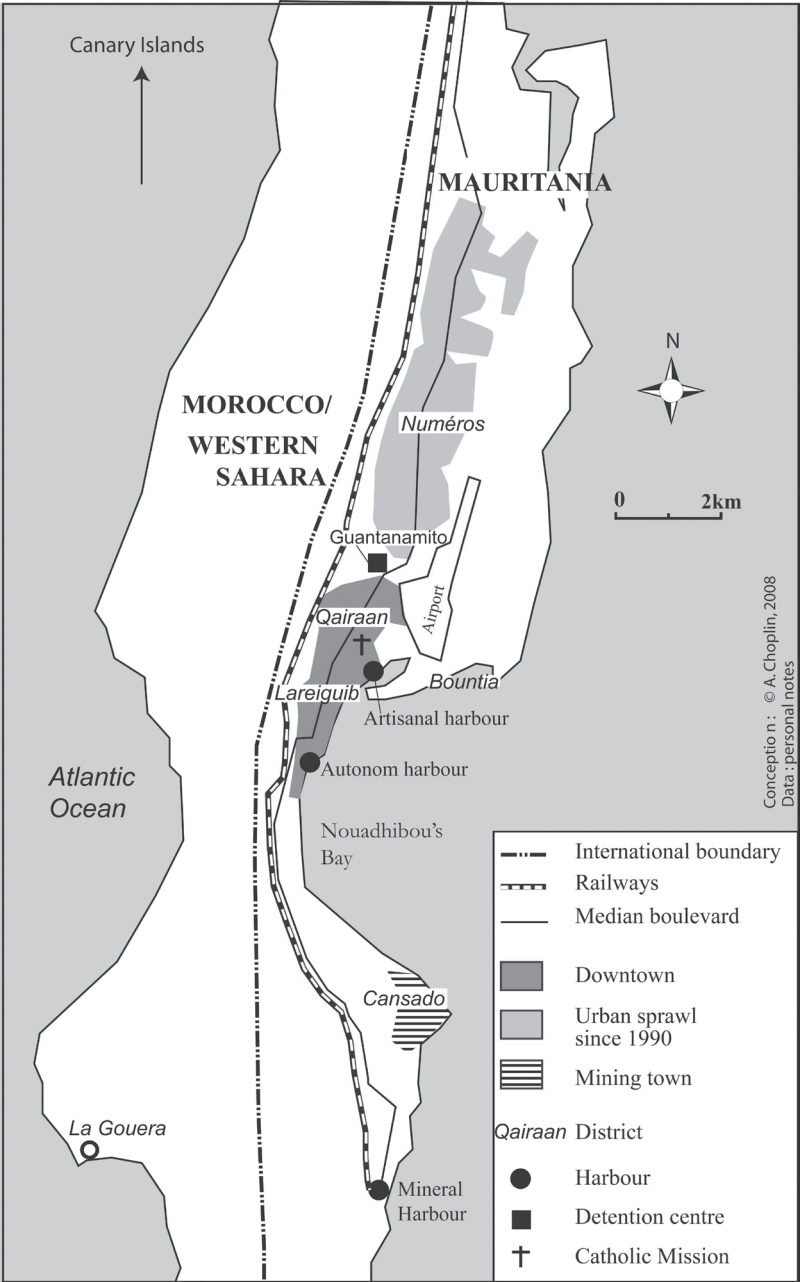 Canary Islands
MAURITANIA
N
MOROCCO/
WESTERN
SAHARA
Numéros
0 2km
Guantanamito
Qairaan
Airport
Lareiguib
Bountia
Artisanal harbour
Autonom harbour
Atlantic
Ocean
Nouadhibou's
Bay
Conception : © A. Choplin, 2008
Data : personal notes
Cansado
La Gouera
Mineral
Harbour
International boundary
Railways
Median boulevard
Downtown
Urban sprawl
since 1990
Mining town
Qairaan District
Harbour
Detention centre
Catholic Mission